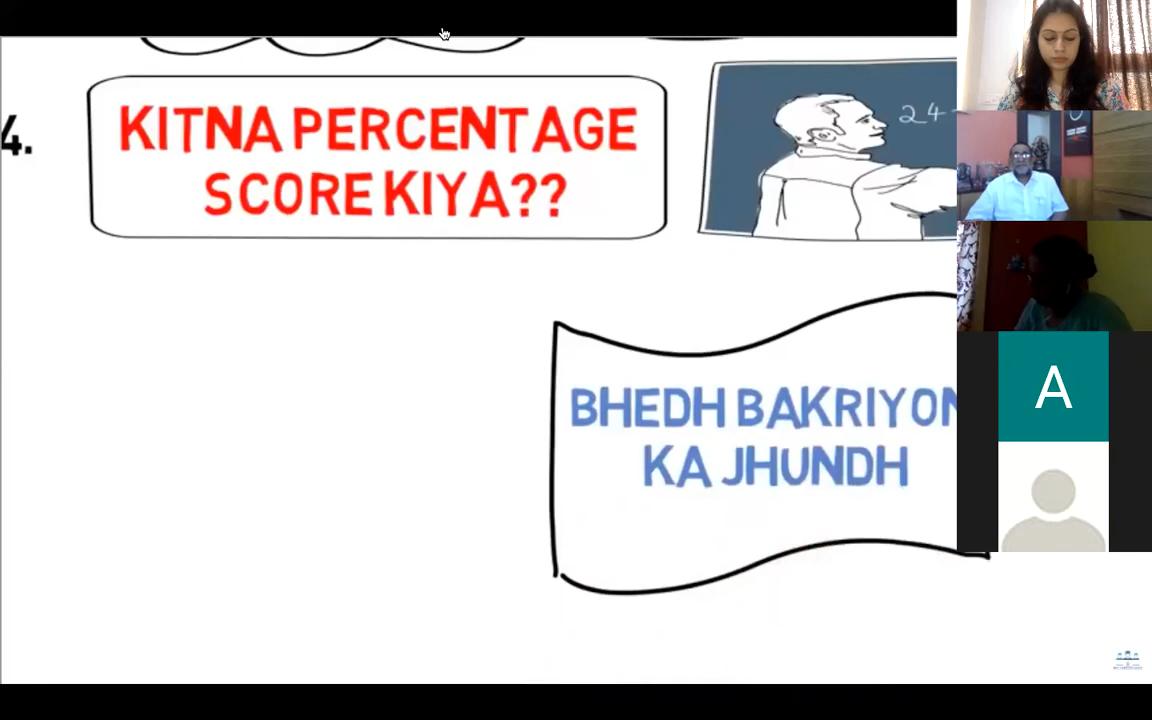 4.
KITNA PERCENTAGE
SCORE KIYA??
24
BHEDH BAKRIYON
KA JHUNDH
A